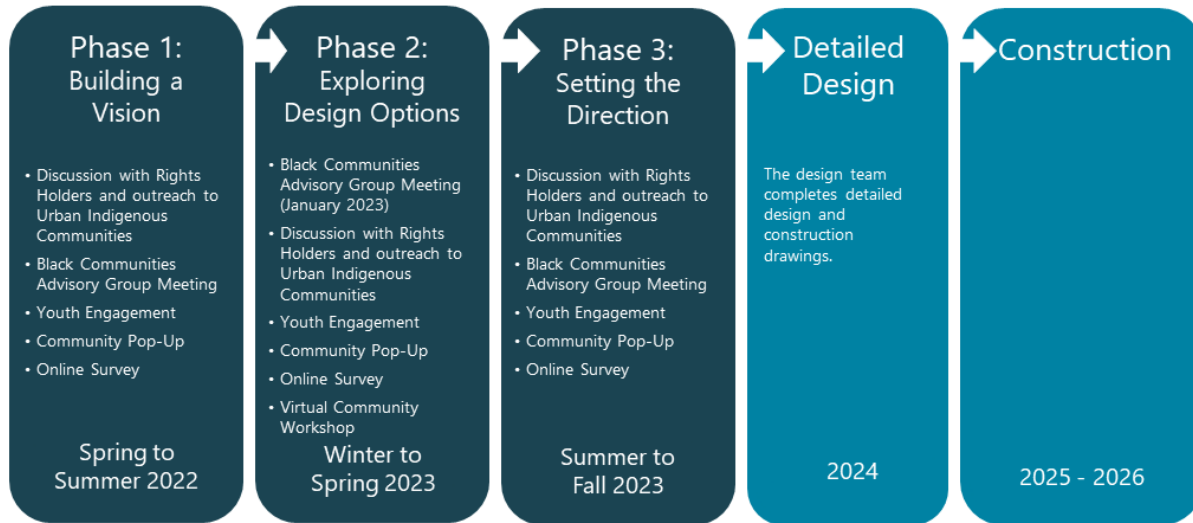 Phase 1:
Building a
Vision
• Discussion with Rights
Holders and outreach to
Urban Indigenous
Communities
• Black Communities
Advisory Group Meeting
• Youth Engagement
• Community Pop-Up
• Online Survey
Spring to
Summer 2022
Phase 2:
Exploring
Design Options
• Black Communities
Advisory Group Meeting
(January 2023)
• Discussion with Rights
Holders and outreach to
Urban Indigenous
Communities
• Youth Engagement
• Community Pop-Up
• Online Survey
• Virtual Community
Workshop
Winter to
Spring 2023
Phase 3:
Setting the
Direction
• Discussion with Rights
Holders and outreach to
Urban Indigenous
Communities
• Black Communities
Advisory Group Meeting
• Youth Engagement
• Community Pop-Up
• Online Survey
Summer to
Fall 2023
Detailed
Design
The design team
completes detailed
design and
construction
drawings.
2024
Construction
2025 - 2026